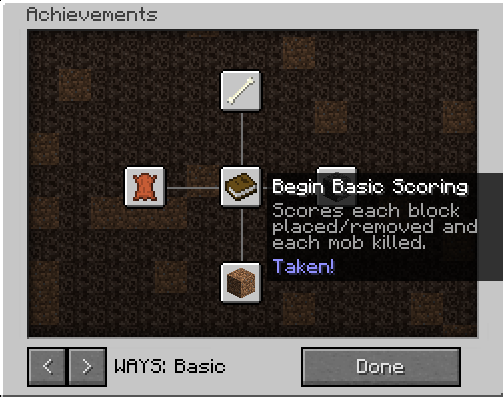 Achievements
Begin Basic Scoring
Scores each block
placed/removed and
each mob killed.
Taken!
< > WAYS: Basic Done